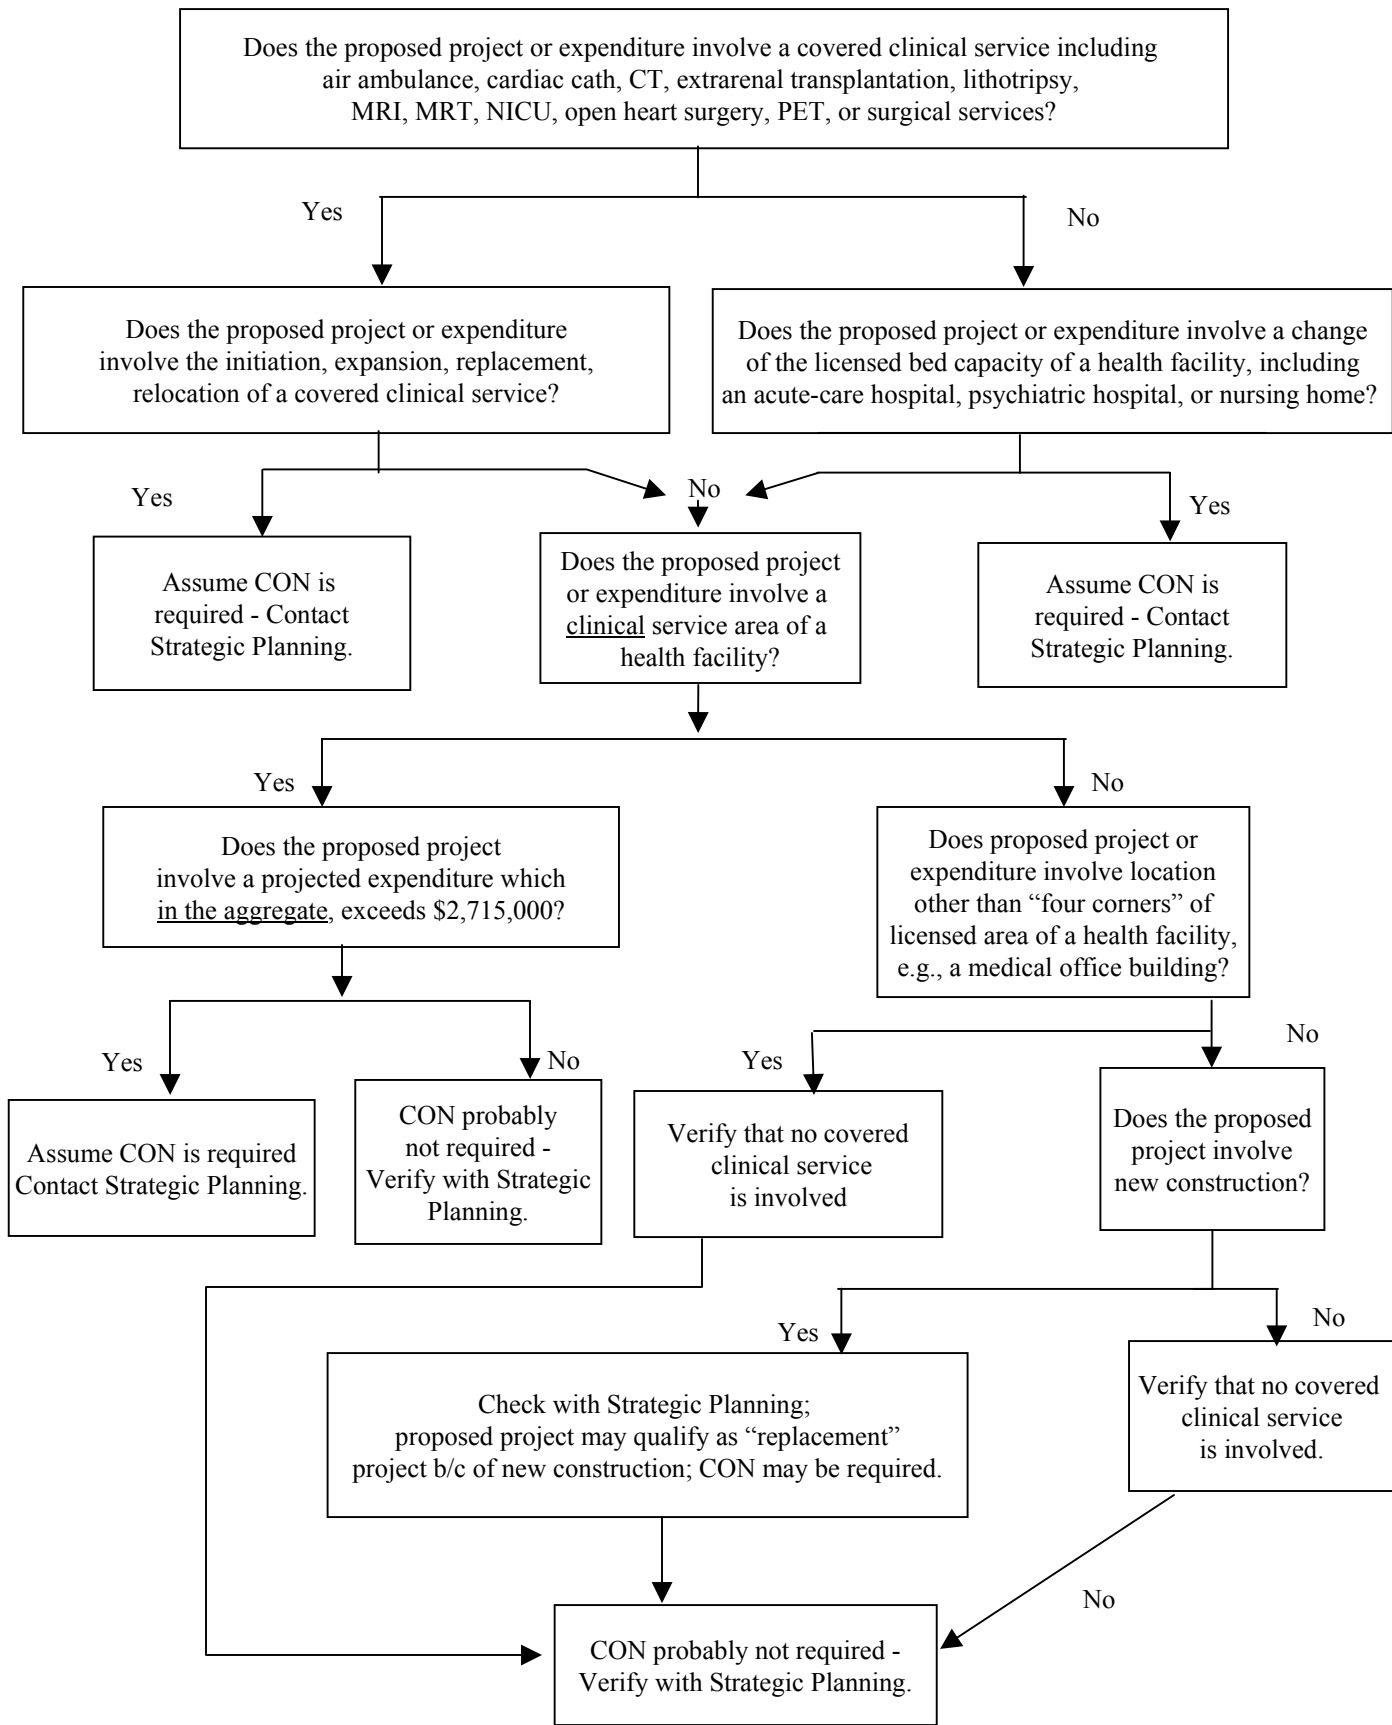 Does the proposed project or expenditure involve a covered clinical service including
air ambulance, cardiac cath, CT, extrarenal transplantation, lithotripsy,
MRI, MRT, NICU, open heart surgery, PET, or surgical services?
Yes
No
Does the proposed project or expenditure
involve the initiation, expansion, replacement,
relocation of a covered clinical service?
Does the proposed project or expenditure involve a change
of the licensed bed capacity of a health facility, including
an acute-care hospital, psychiatric hospital, or nursing home?
Yes
No
Yes
Assume CON is
required - Contact
Strategic Planning.
Does the proposed project
or expenditure involve a
clinical service area of a
health facility?
Assume CON is
required - Contact
Strategic Planning.
Yes
No
Does the proposed project
involve a projected expenditure which
in the aggregate, exceeds $2,715,000?
Does proposed project or
expenditure involve location
other than “four corners” of
licensed area of a health facility,
e.g., a medical office building?
Yes
No
Yes
No
Assume CON is required
Contact Strategic Planning.
CON probably
not required -
Verify with Strategic
Planning.
Verify that no covered
clinical service
is involved
Does the proposed
project involve
new construction?
Yes
No
Check with Strategic Planning;
proposed project may qualify as “replacement”
project b/c of new construction; CON may be required.
Verify that no covered
clinical service
is involved.
No
CON probably not required -
Verify with Strategic Planning.